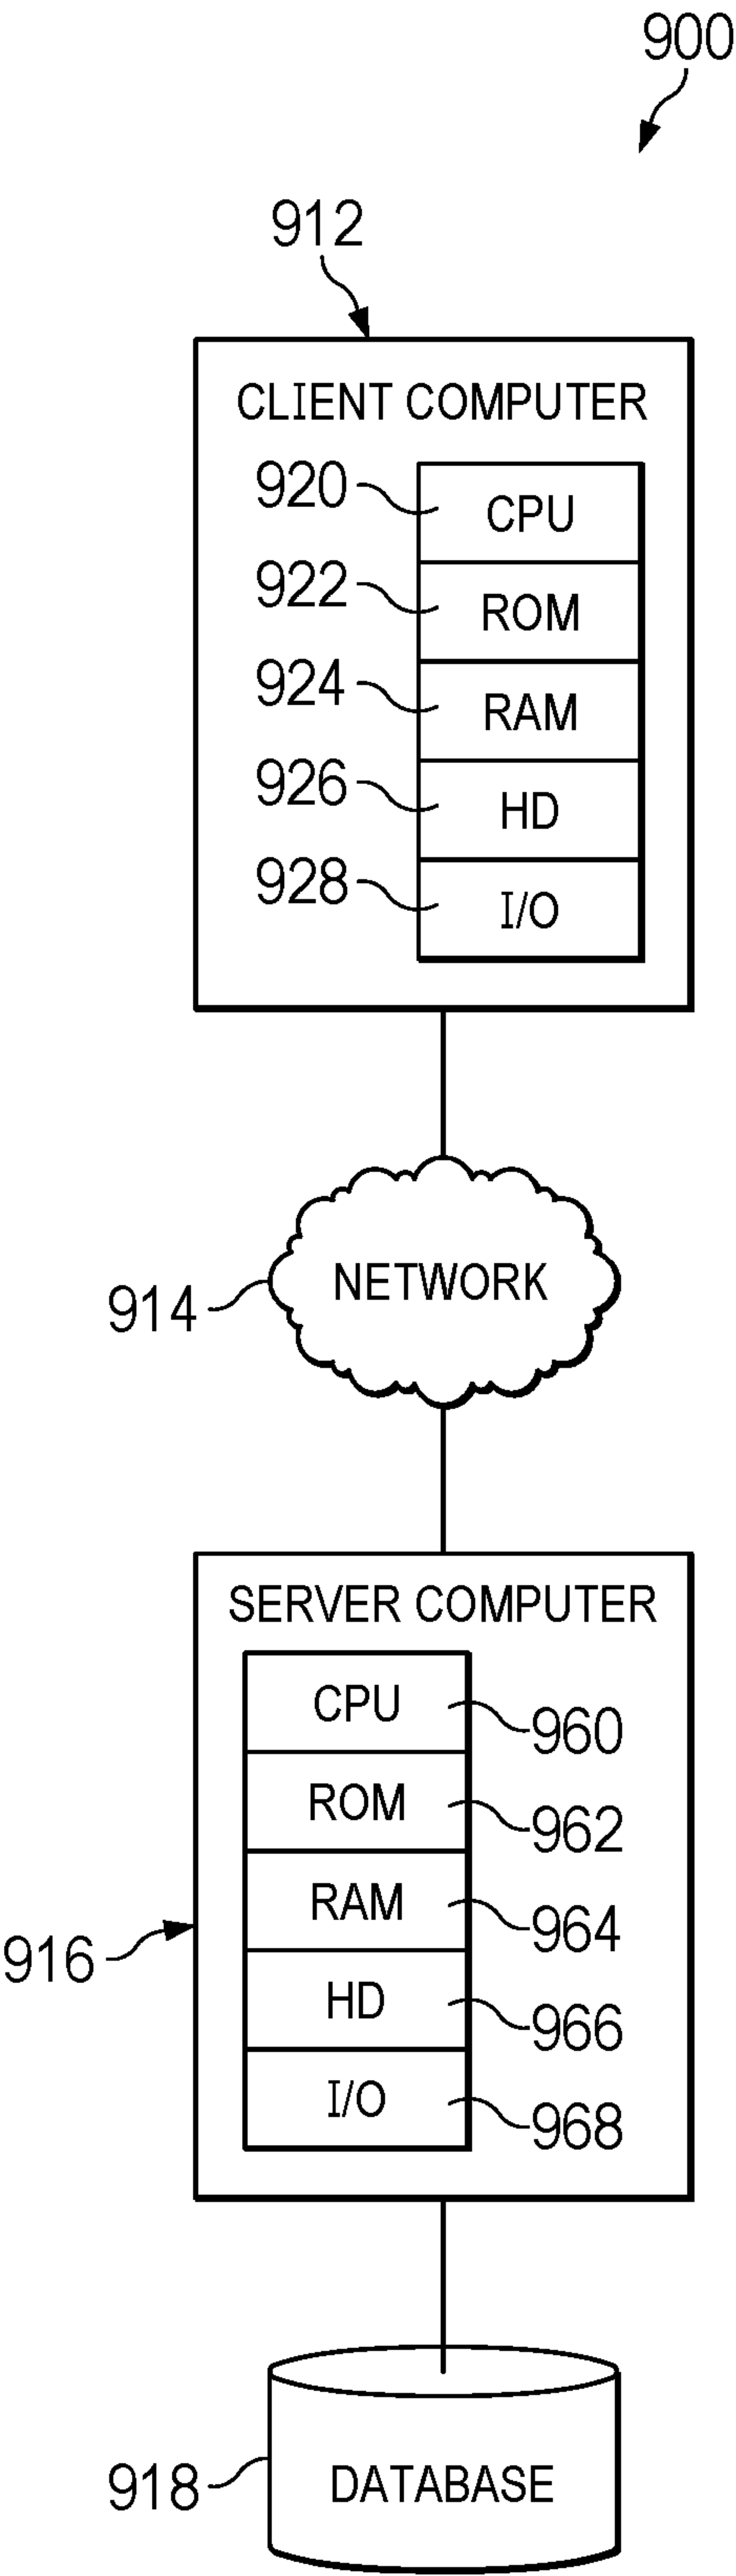 900
912
CLIENT COMPUTER
920 CPU
922 ROM
924 RAM
926 HD
928 I/O
NETWORK
914
SERVER COMPUTER
CPU 960
ROM 962
RAM 964
916
HD 966
I/O 968
DATABASE
918